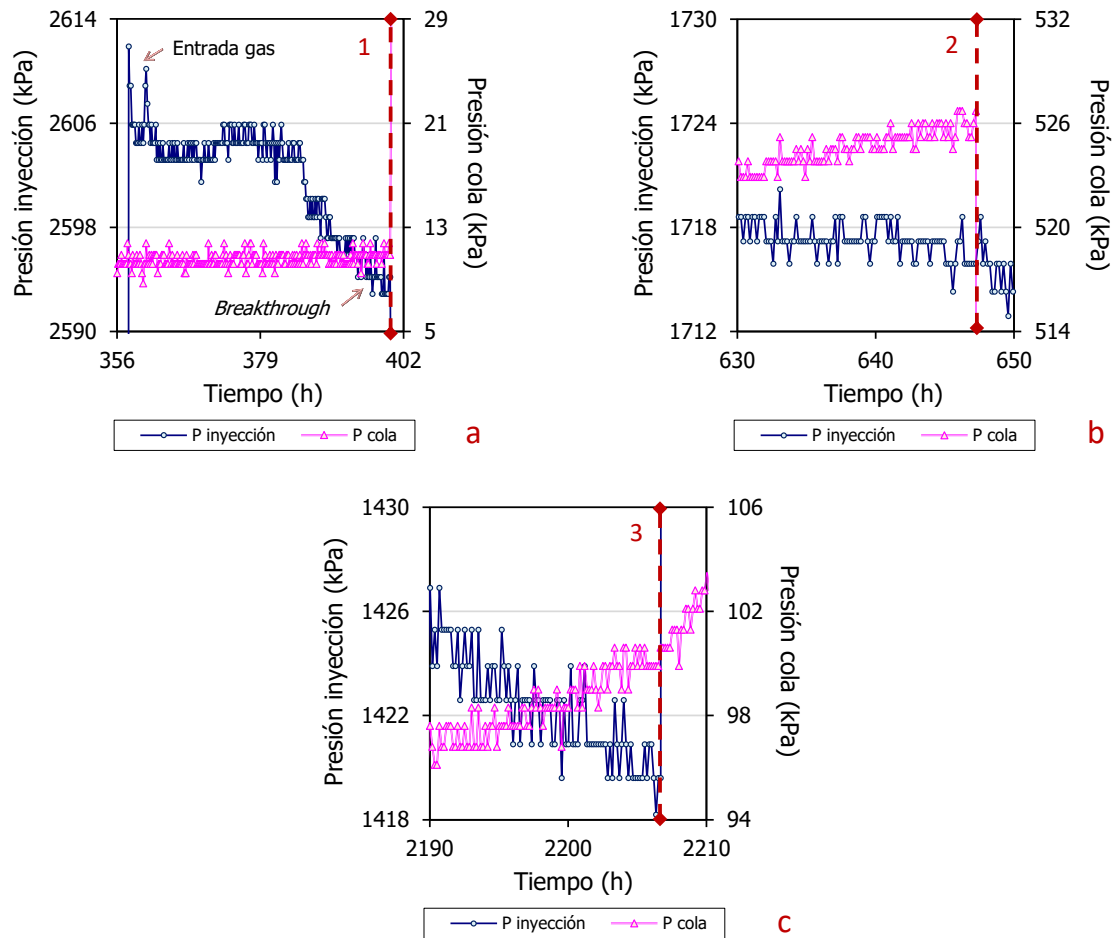 2614
29
1
Entrada gas
Presión inyección (kPa)
Presión cola (kPa)
2606
21
2598
13
Breakthrough
2590
5
356
379
402
Tiempo (h)
P inyección
P cola
a
1730
532
2
Presión inyección (kPa)
Presión cola (kPa)
1724
526
1718
520
1712
514
630
640
650
Tiempo (h)
P inyección
P cola
b
1430
106
3
Presión inyección (kPa)
Presión cola (kPa)
1426
102
1422
98
1418
94
2190
2200
2210
Tiempo (h)
P inyección
P cola
c